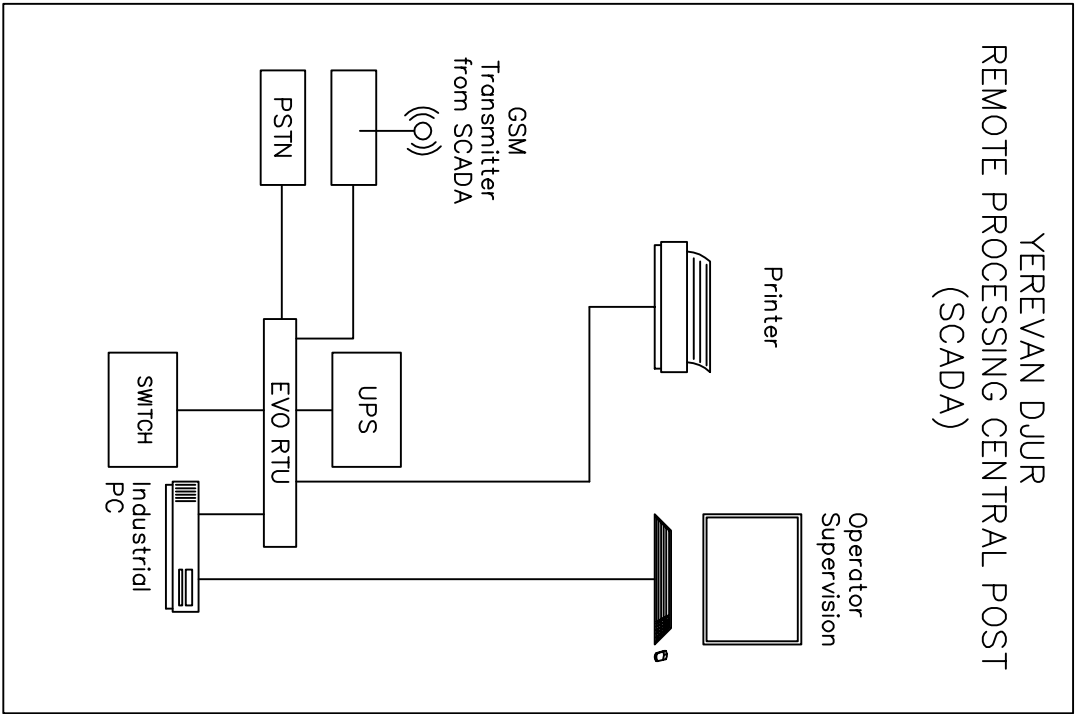 YEREVAN DJUR
REMOTE PROCESSING CENTRAL POST
(SCADA)
Operator
Supervision
Printer
GSM
Transmitter
from SCADA
PSTN
UPS
EVO RTU
SWITCH
Industrial
PC